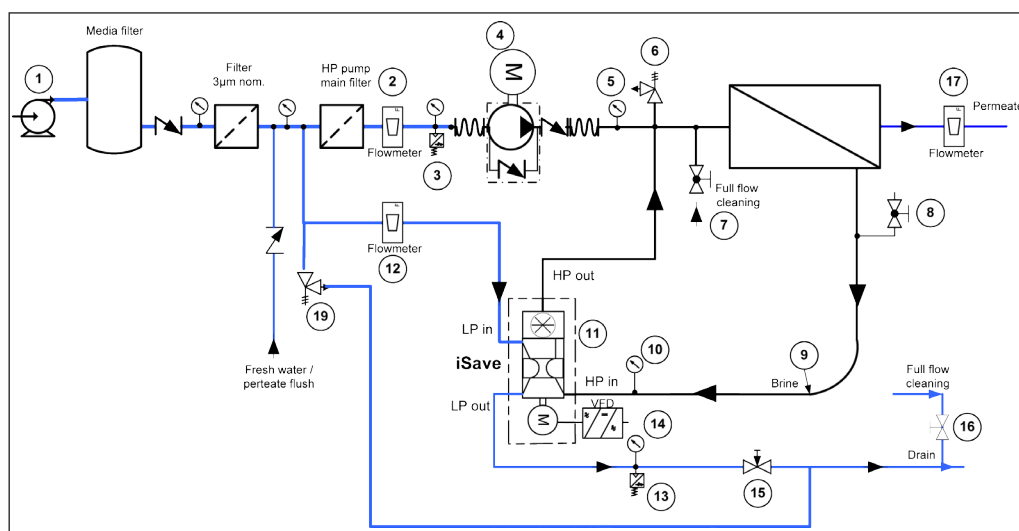 Media filter
1
Filter
3µm nom.
HP pump
main filter
2
Flowmeter
3
4
M
5
6
Full flow
cleaning
7
8
17
Permeate
Flowmeter
Flowmeter
12
19
Fresh water /
perteate flush
HP out
LP in
11
iSave
HP in
10
9
Brine
LP out
M
VFD
14
13
15
Full flow
cleaning
16
Drain